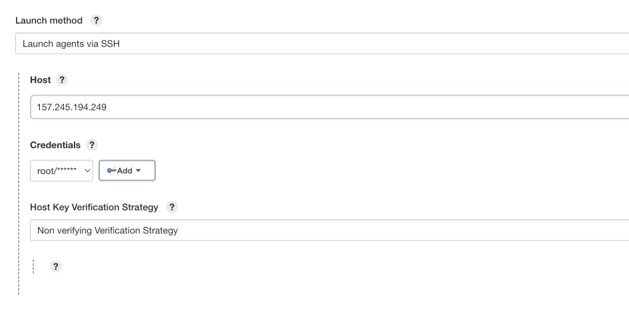 Launch method ?
Launch agents via SSH
Host ?
157.245.194.249
Credentials ?
root/****** Add
Host Key Verification Strategy ?
Non verifying Verification Strategy
?